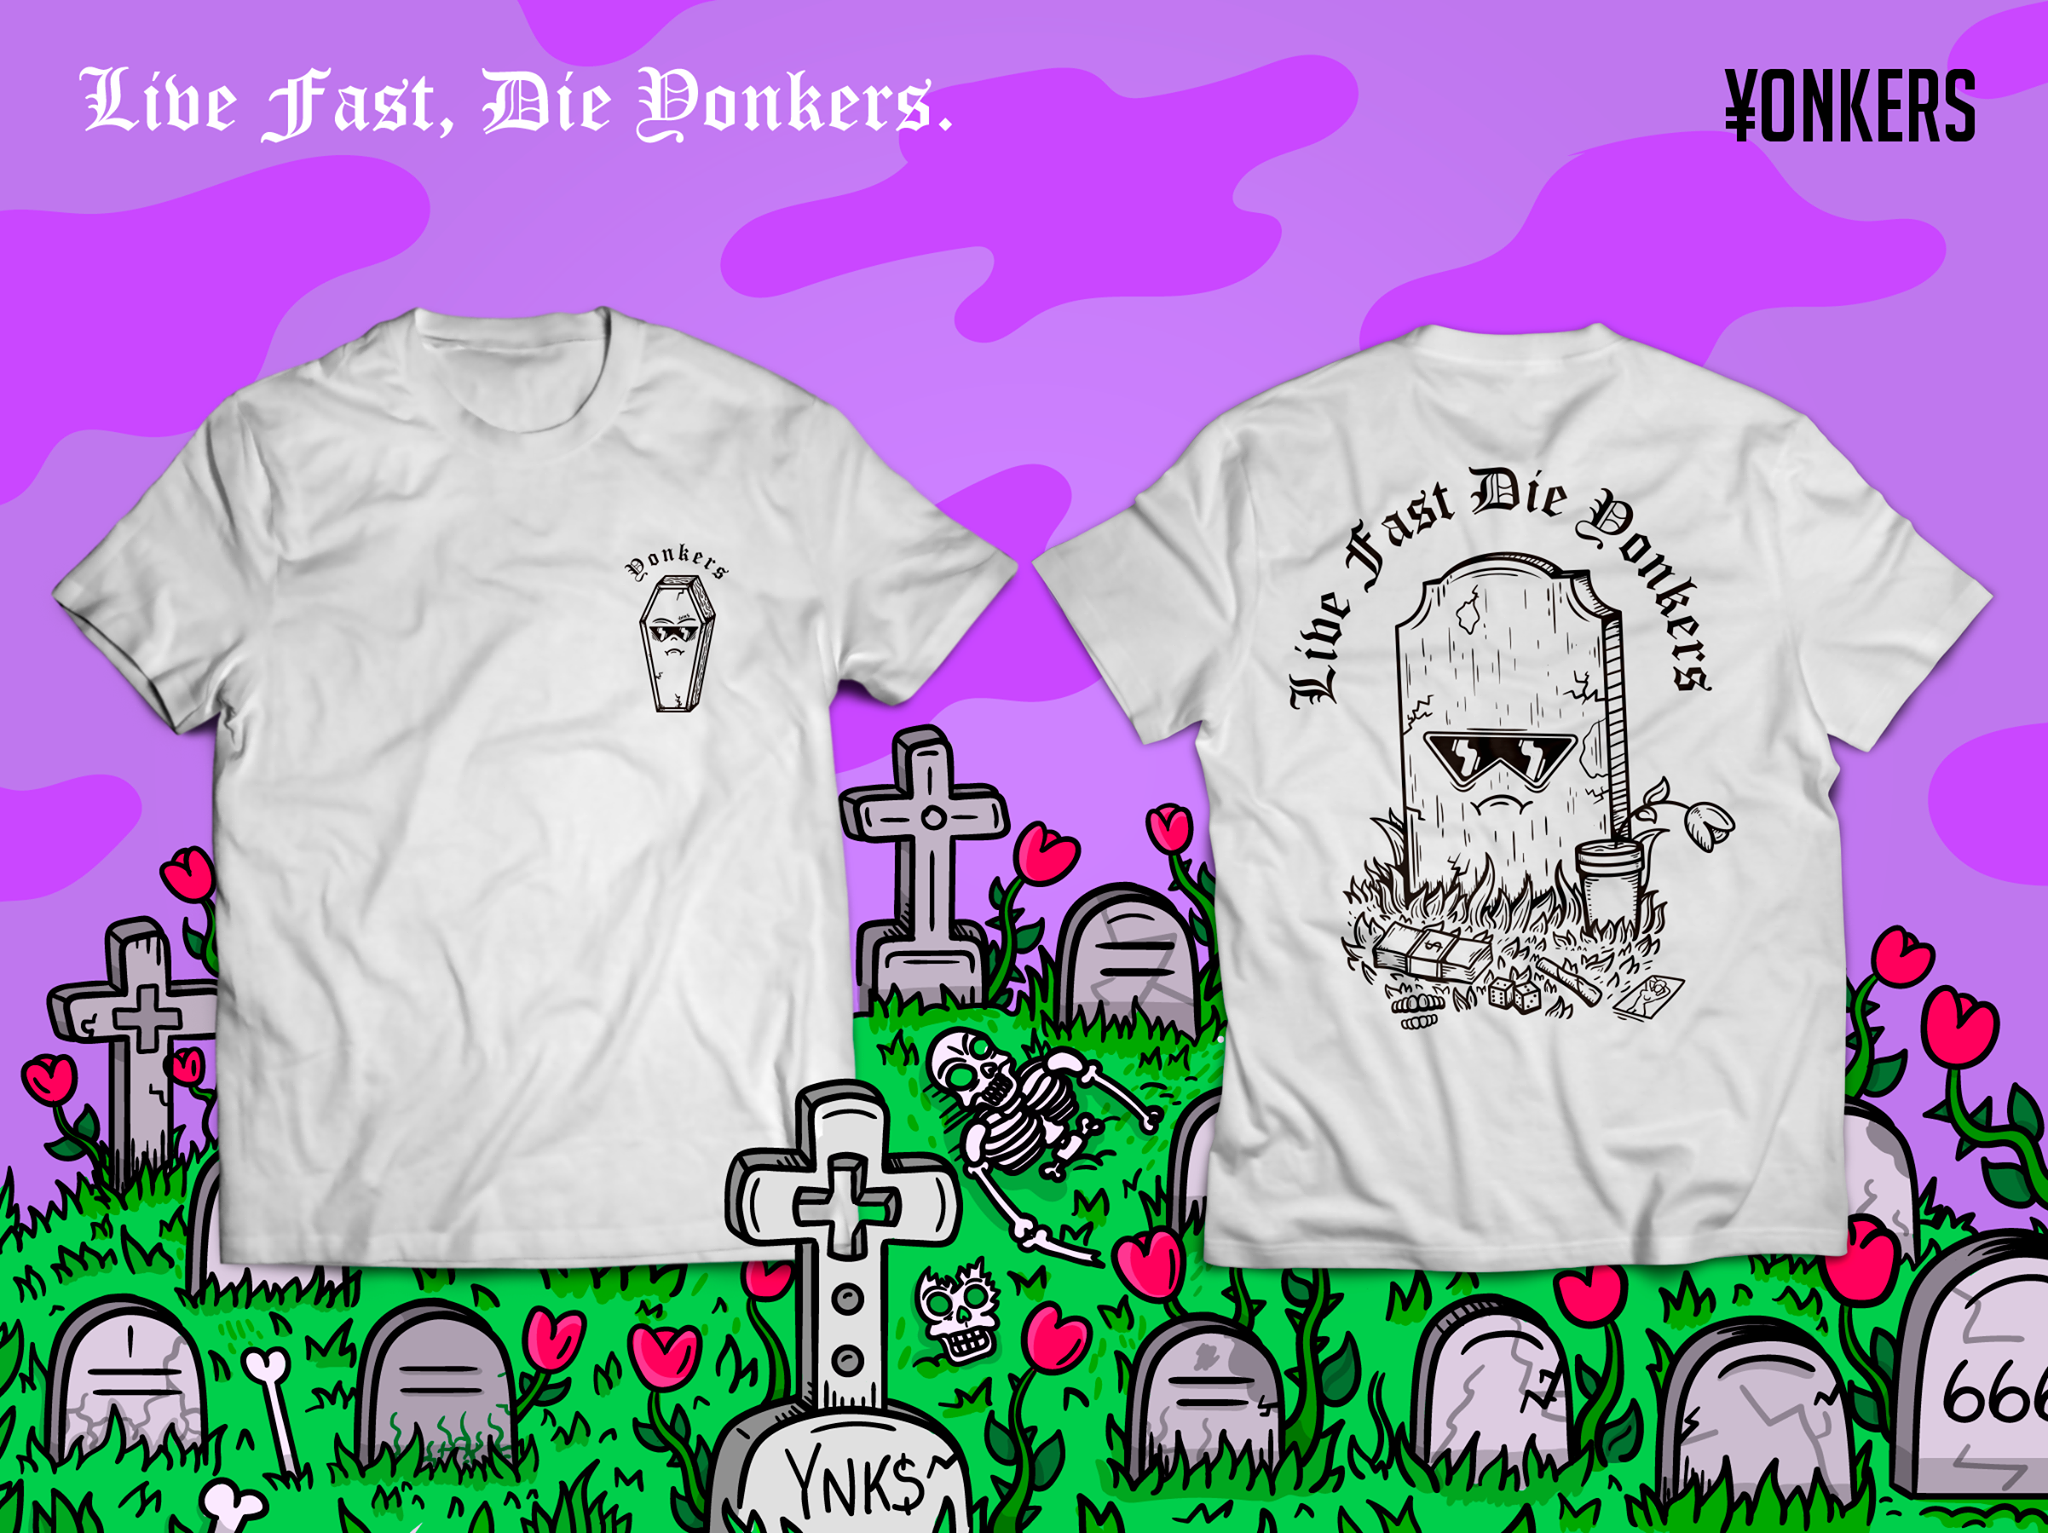 Live Fast, Die Yonkers.
¥ONKERS
Yonkers
Live Fast Die Yonkers
$
YNK$
666